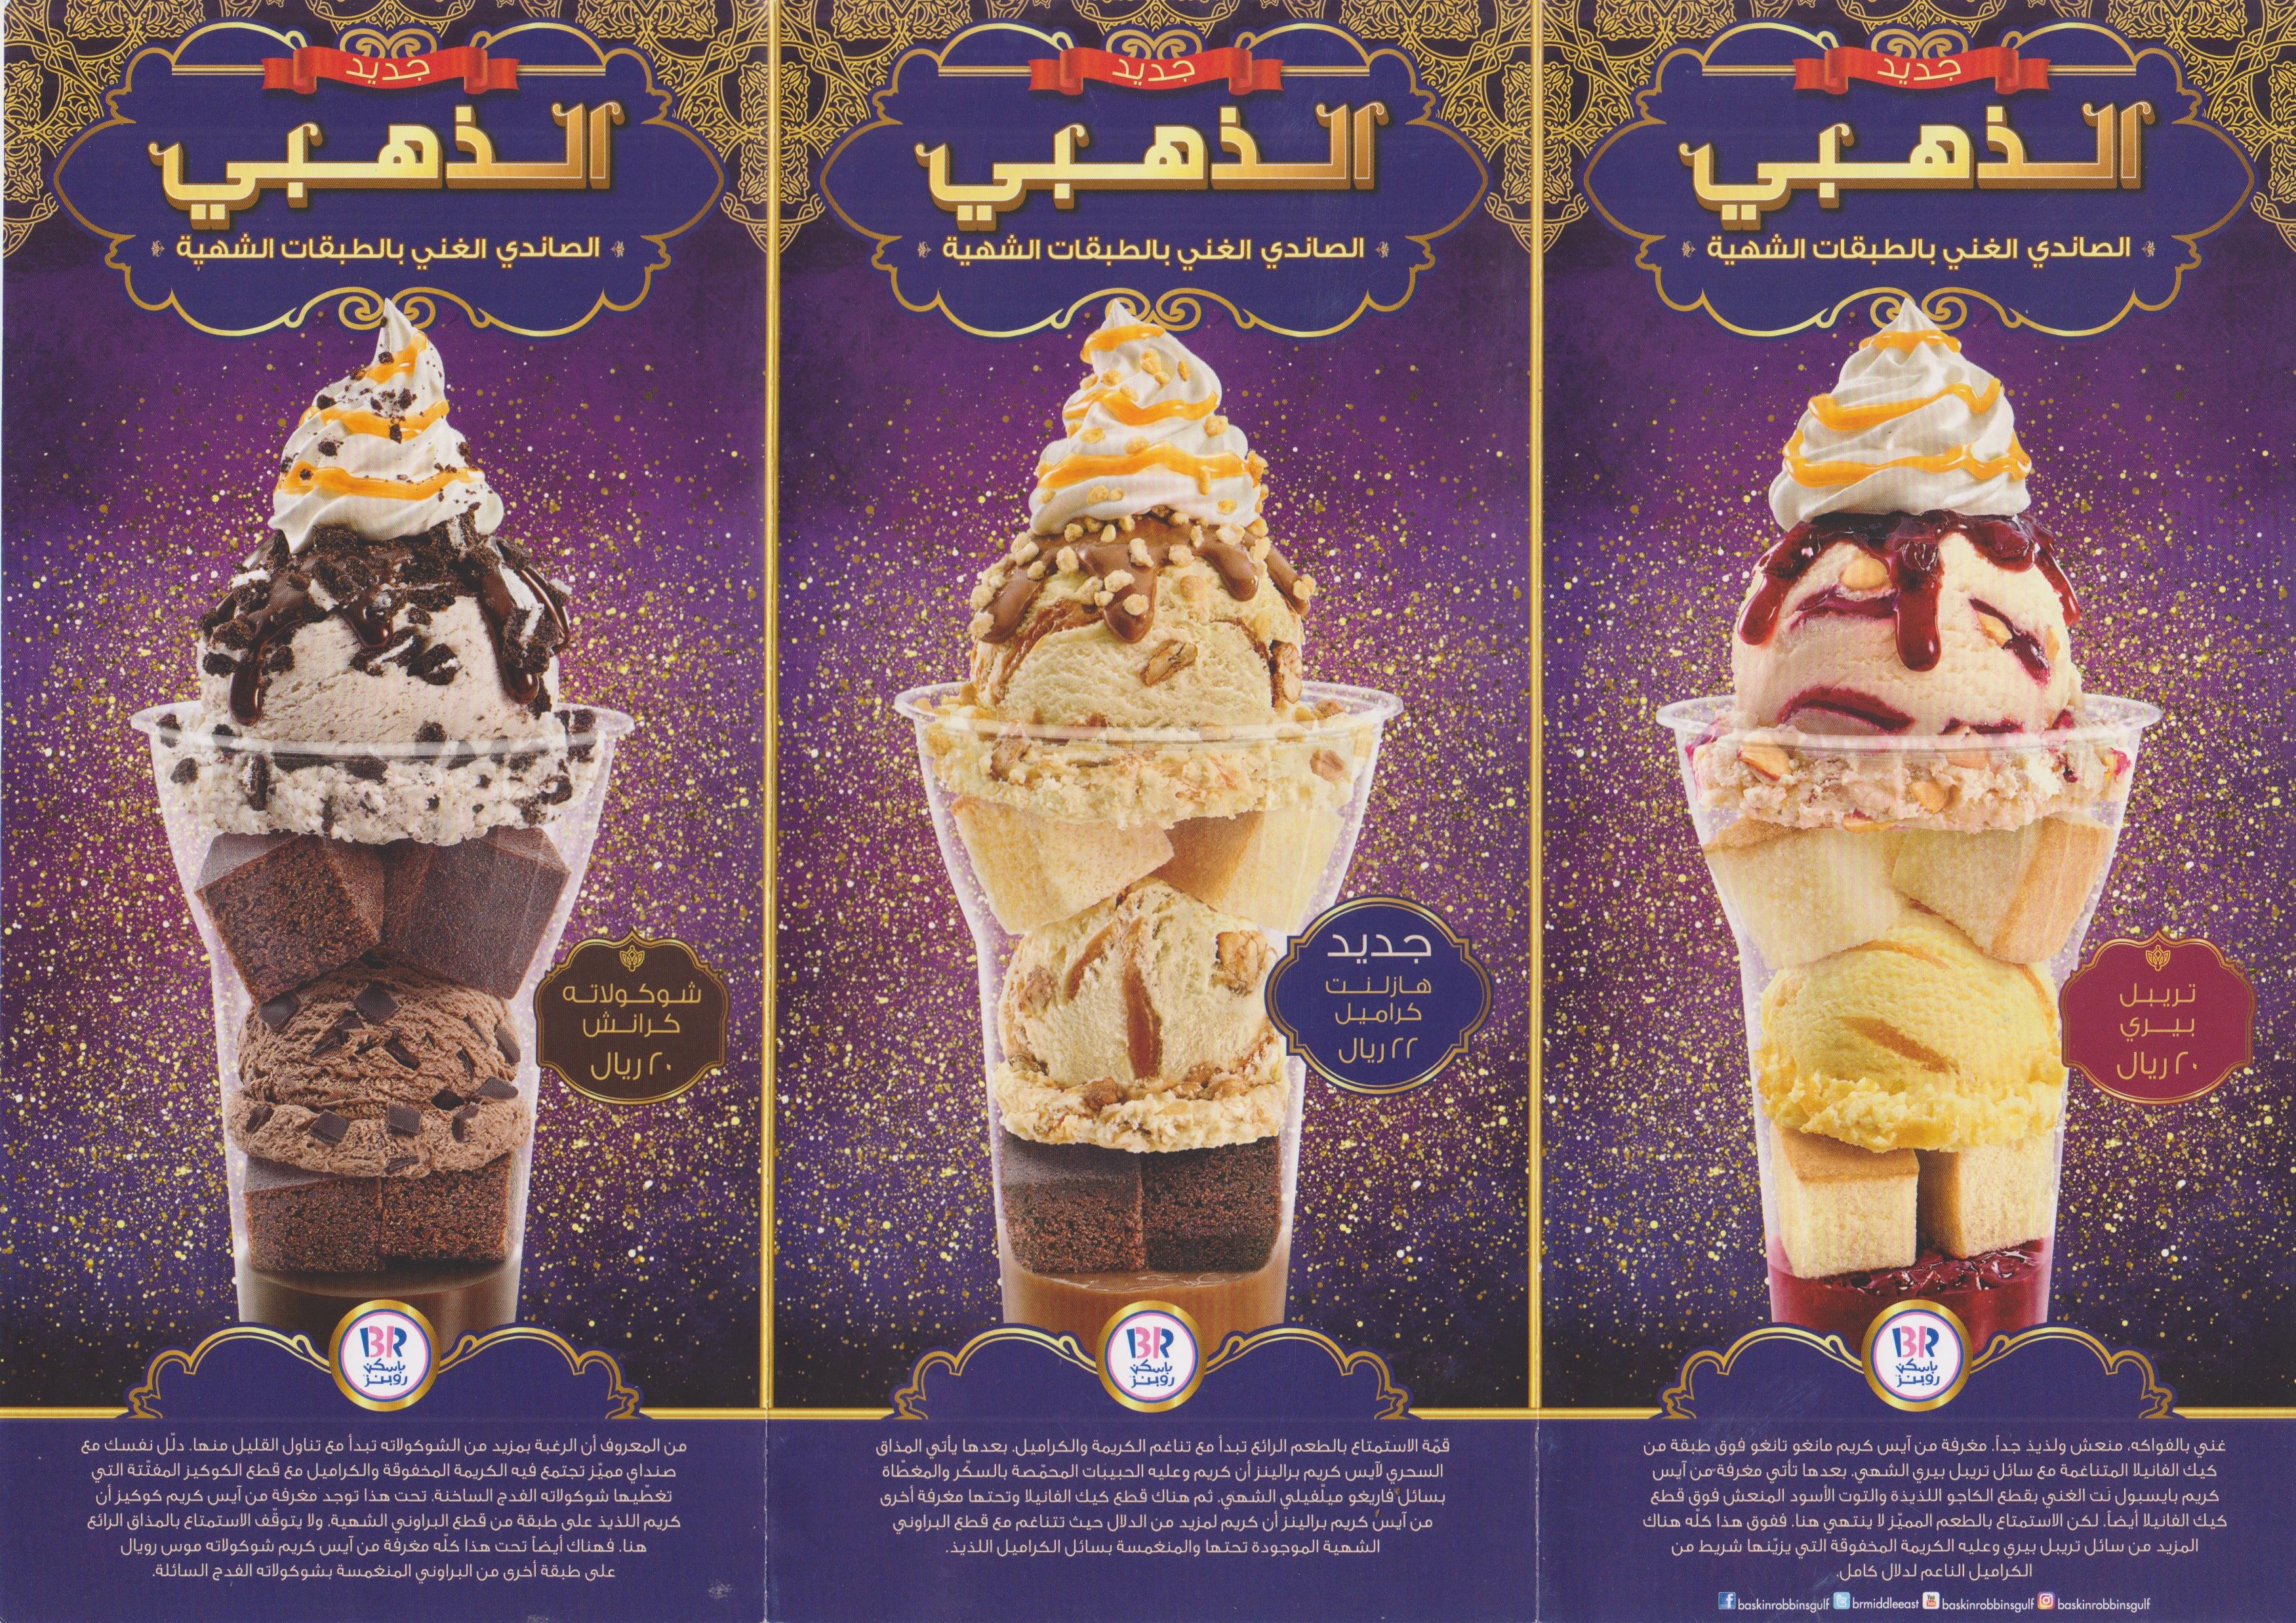 جديد
الذهبي
الصاندي الغني بالطبقات الشهية
تريبل
بيري
٢٠ ريال
BR
باسكن
روبنز
غني بالفواكه، منعش ولذيذ جداً. مغرفة من آيس كريم مانغو تانغو فوق طبقة من
كيك الفانيلا المتناغمة مع سائل تريبل بيري الشهي. بعدها تأتي مغرفة من آيس
كريم بايسبول نَت الغني بقطع الكاجو اللذيذة والتوت الأسود المنعش فوق قطع
كيك الفانيلا أيضاً. لكن الاستمتاع بالطعم المميّز لا ينتهي هنا. ففوق هذا كلّه هناك
المزيد من سائل تريبل بيري وعليه الكريمة المخفوقة التي يزيّنها شريط من
الكراميل الناعم لدلال كامل.
baskinrobbinsgulf brmiddleeast baskinrobbinsgulf baskinrobbinsgulf
جديد
الذهبي
الصاندي الغني بالطبقات الشهية
جديد
هازلنت
كراميل
٢٢ ريال
BR
باسكن
روبنز
قمّة الاستمتاع بالطعم الرائع تبدأ مع تناغم الكريمة والكراميل. بعدها يأتي المذاق
السحري لآيس كريم برالينز أن كريم وعليه الحبيبات المحمّصة بالسكّر والمغطّاة
بسائل فاريغو ميلّفيلي الشهي. ثم هناك قطع كيك الفانيلا وتحتها مغرفة أخرى
من آيس كريم برالينز أن كريم لمزيد من الدلال حيث تتناغم مع قطع البراوني
الشهية الموجودة تحتها والمنغمسة بسائل الكراميل اللذيذ.
جديد
الذهبي
الصاندي الغني بالطبقات الشهية
شوكولاته
كرانش
٢٠ ريال
BR
باسكن
روبنز
من المعروف أن الرغبة بمزيد من الشوكولاته تبدأ مع تناول القليل منها. دلّل نفسك مع
صنداي مميّز تجتمع فيه الكريمة المخفوقة والكراميل مع قطع الكوكيز المفتّتة التي
تغطّيها شوكولاته الفدج الساخنة. تحت هذا توجد مغرفة من آيس كريم كوكيز أن
كريم اللذيذ على طبقة من قطع البراوني الشهية. ولا يتوقّف الاستمتاع بالمذاق الرائع
هنا. فهناك أيضاً تحت هذا كلّه مغرفة من آيس كريم شوكولاته موس رويال
على طبقة أخرى من البراوني المنغمسة بشوكولاته الفدج السائلة.